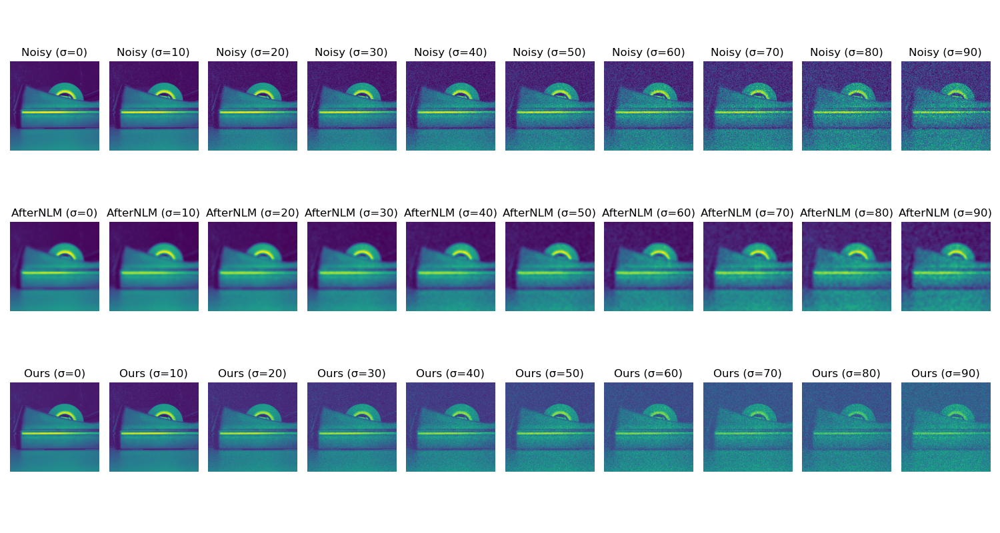 Noisy (σ=0) Noisy (σ=10) Noisy (σ=20) Noisy (σ=30) Noisy (σ=40) Noisy (σ=50) Noisy (σ=60) Noisy (σ=70) Noisy (σ=80) Noisy (σ=90)
AfterNLM (σ=0) AfterNLM (σ=10) AfterNLM (σ=20) AfterNLM (σ=30) AfterNLM (σ=40) AfterNLM (σ=50) AfterNLM (σ=60) AfterNLM (σ=70) AfterNLM (σ=80) AfterNLM (σ=90)
Ours (σ=0) Ours (σ=10) Ours (σ=20) Ours (σ=30) Ours (σ=40) Ours (σ=50) Ours (σ=60) Ours (σ=70) Ours (σ=80) Ours (σ=90)